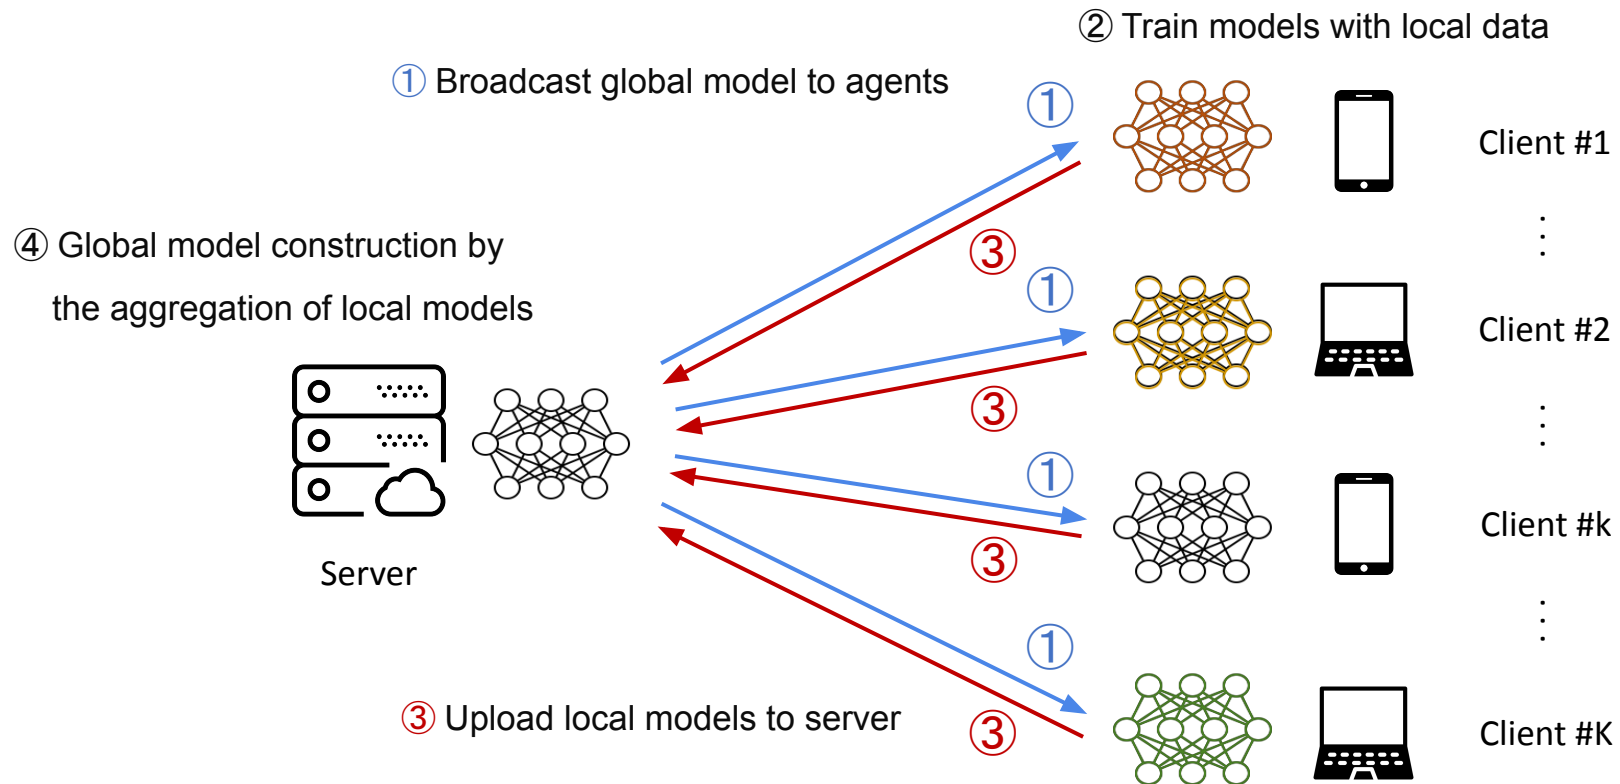 ② Train models with local data
① Broadcast global model to agents
①
Client #1
④ Global model construction by
the aggregation of local models
③
①
Client #2
③
①
Client #k
③
Server
①
③ Upload local models to server
③
Client #K